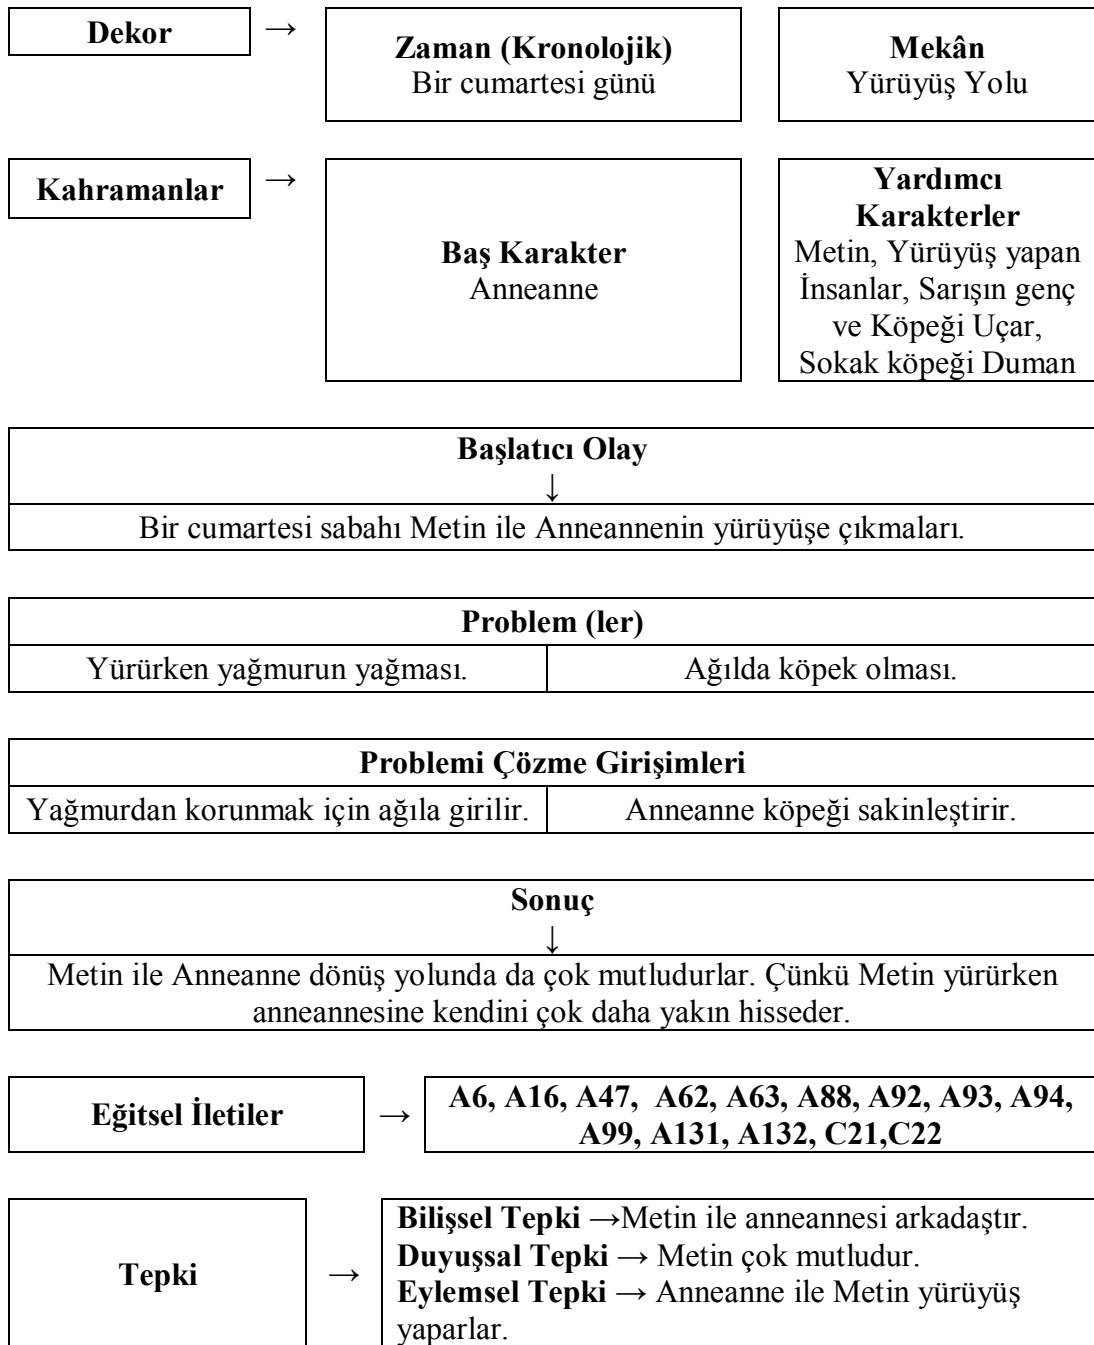 Dekor → Zaman (Kronolojik) Mekân
Bir cumartesi günü Yürüyüş Yolu
Kahramanlar → Baş Karakter
Anneanne
Yardımcı
Karakterler
Metin, Yürüyüş yapan
İnsanlar, Sarışın genç
ve Köpeği Uçar,
Sokak köpeği Duman
Başlatıcı Olay
↓
Bir cumartesi sabahı Metin ile Anneannenin yürüyüşe çıkmaları.
Problem (ler)
Yürürken yağmurun yağması. Ağılda köpek olması.
Problemi Çözme Girişimleri
Yağmurdan korunmak için ağıla girilir. Anneanne köpeği sakinleştirir.
Sonuç
↓
Metin ile Anneanne dönüş yolunda da çok mutludurlar. Çünkü Metin yürürken
anneannesine kendini çok daha yakın hisseder.
Eğitsel İletiler → A6, A16, A47, A62, A63, A88, A92, A93, A94,
A99, A131, A132, C21,C22
Tepki →
Bilişsel Tepki →Metin ile anneannesi arkadaştır.
Duyuşsal Tepki → Metin çok mutludur.
Eylemsel Tepki → Anneanne ile Metin yürüyüş
yaparlar.